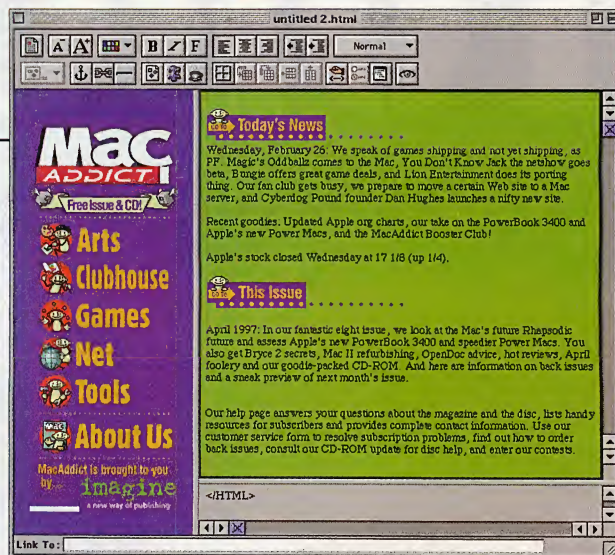 untitled 2.html
A A B I F Normal
Mac
ADDICT
Free Issue & CD!
Arts
Clubhouse
Games
Net
Tools
About Us
MacAddict is brought to you
by... imagine
a new way of publishing
GO TO Today's News
Wednesday, February 26: We speak of games shipping and not yet shipping, as
PF. Magic's Oddballz comes to the Mac, You Don't Know Jack the netshow goes
beta, Bungie offers great game deals, and Lion Entertainment does its porting
thing. Our fan club gets busy, we prepare to move a certain Web site to a Mac
server, and Cyberdog Pound founder Dan Hughes launches a nifty new site.
Recent goodies: Updated Apple org charts, our take on the PowerBook 3400 and
Apple's new Power Macs, and the MacAddict Booster Club!
Apple's stock closed Wednesday at 17 1/8 (up 1/4).
GO TO This Issue
April 1997: In our fantastic eight issue, we look at the Mac's future Rhapsodic
future and assess Apple's new PowerBook 3400 and speedier Power Macs. You
also get Bryce 2 secrets, Mac II refurbishing, OpenDoc advice, hot reviews, April
foolery and our goodie-packed CD-ROM. And here are information on back issues
and a sneak preview of next month's issue.
Our help page answers your questions about the magazine and the disc, lists handy
resources for subscribers and provides complete contact information. Use our
customer service form to resolve subscription problems, find out how to order
back issues, consult our CD-ROM update for disc help, and enter our contests.
</HTML>
Link To: